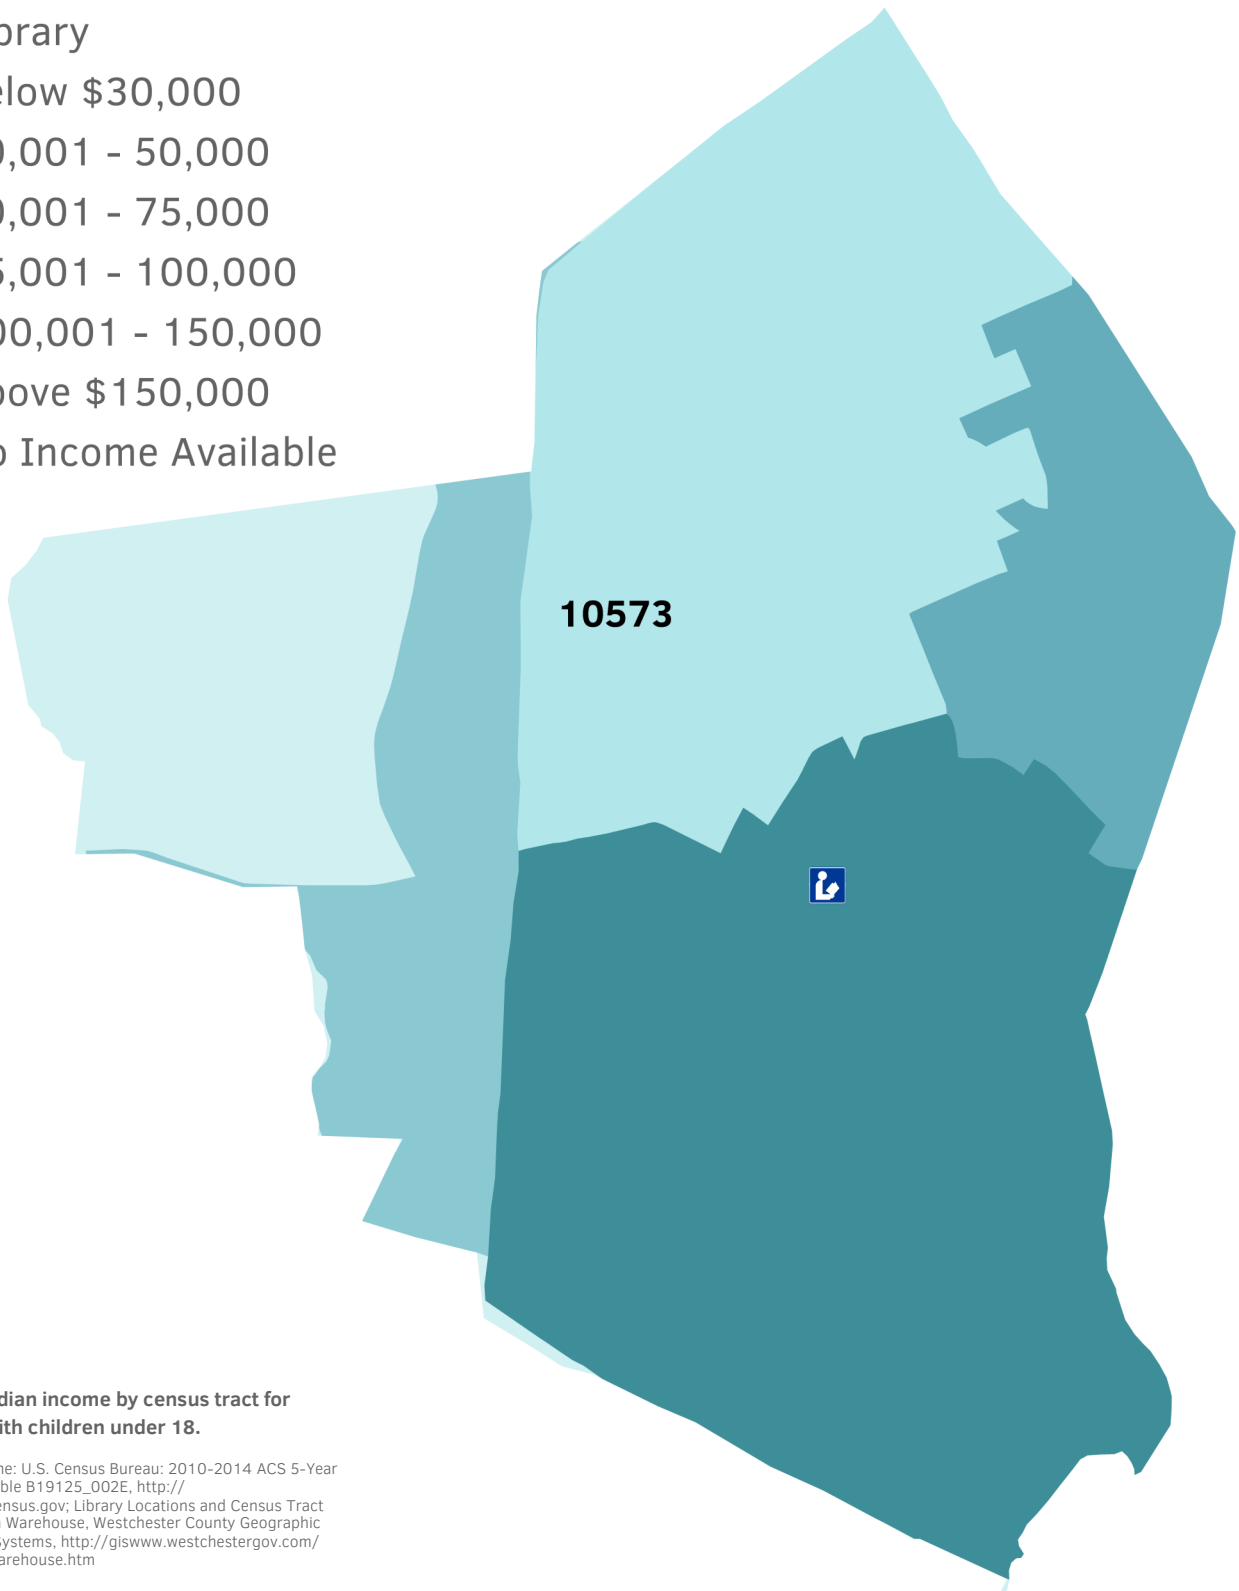 brary
elow $30,000
0,001 - 50,000
0,001 - 75,000
5,001 - 100,000
00,001 - 150,000
bove $150,000
o Income Available
10573
dian income by census tract for
ith children under 18.
me: U.S. Census Bureau: 2010-2014 ACS 5-Year
ble B19125_002E, http://
ensus.gov; Library Locations and Census Tract
Warehouse, Westchester County Geographic
Systems, http://giswww.westchestergov.com/
arehouse.htm